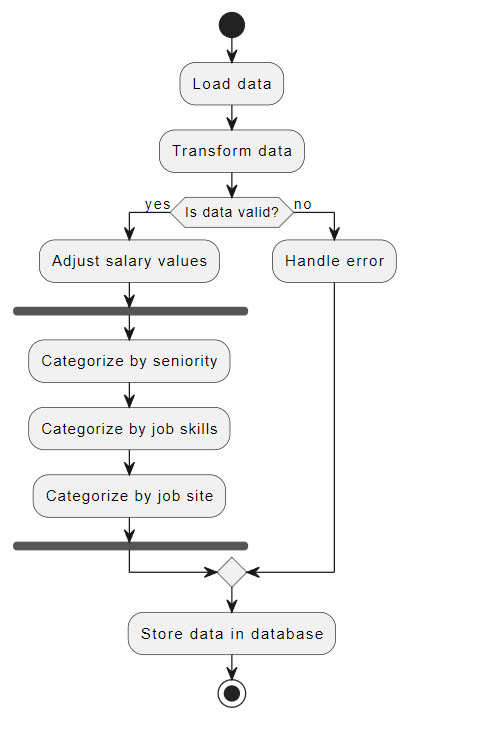 Load data
Transform data
yes
Is data valid?
no
Adjust salary values
Handle error
Categorize by seniority
Categorize by job skills
Categorize by job site
Store data in database